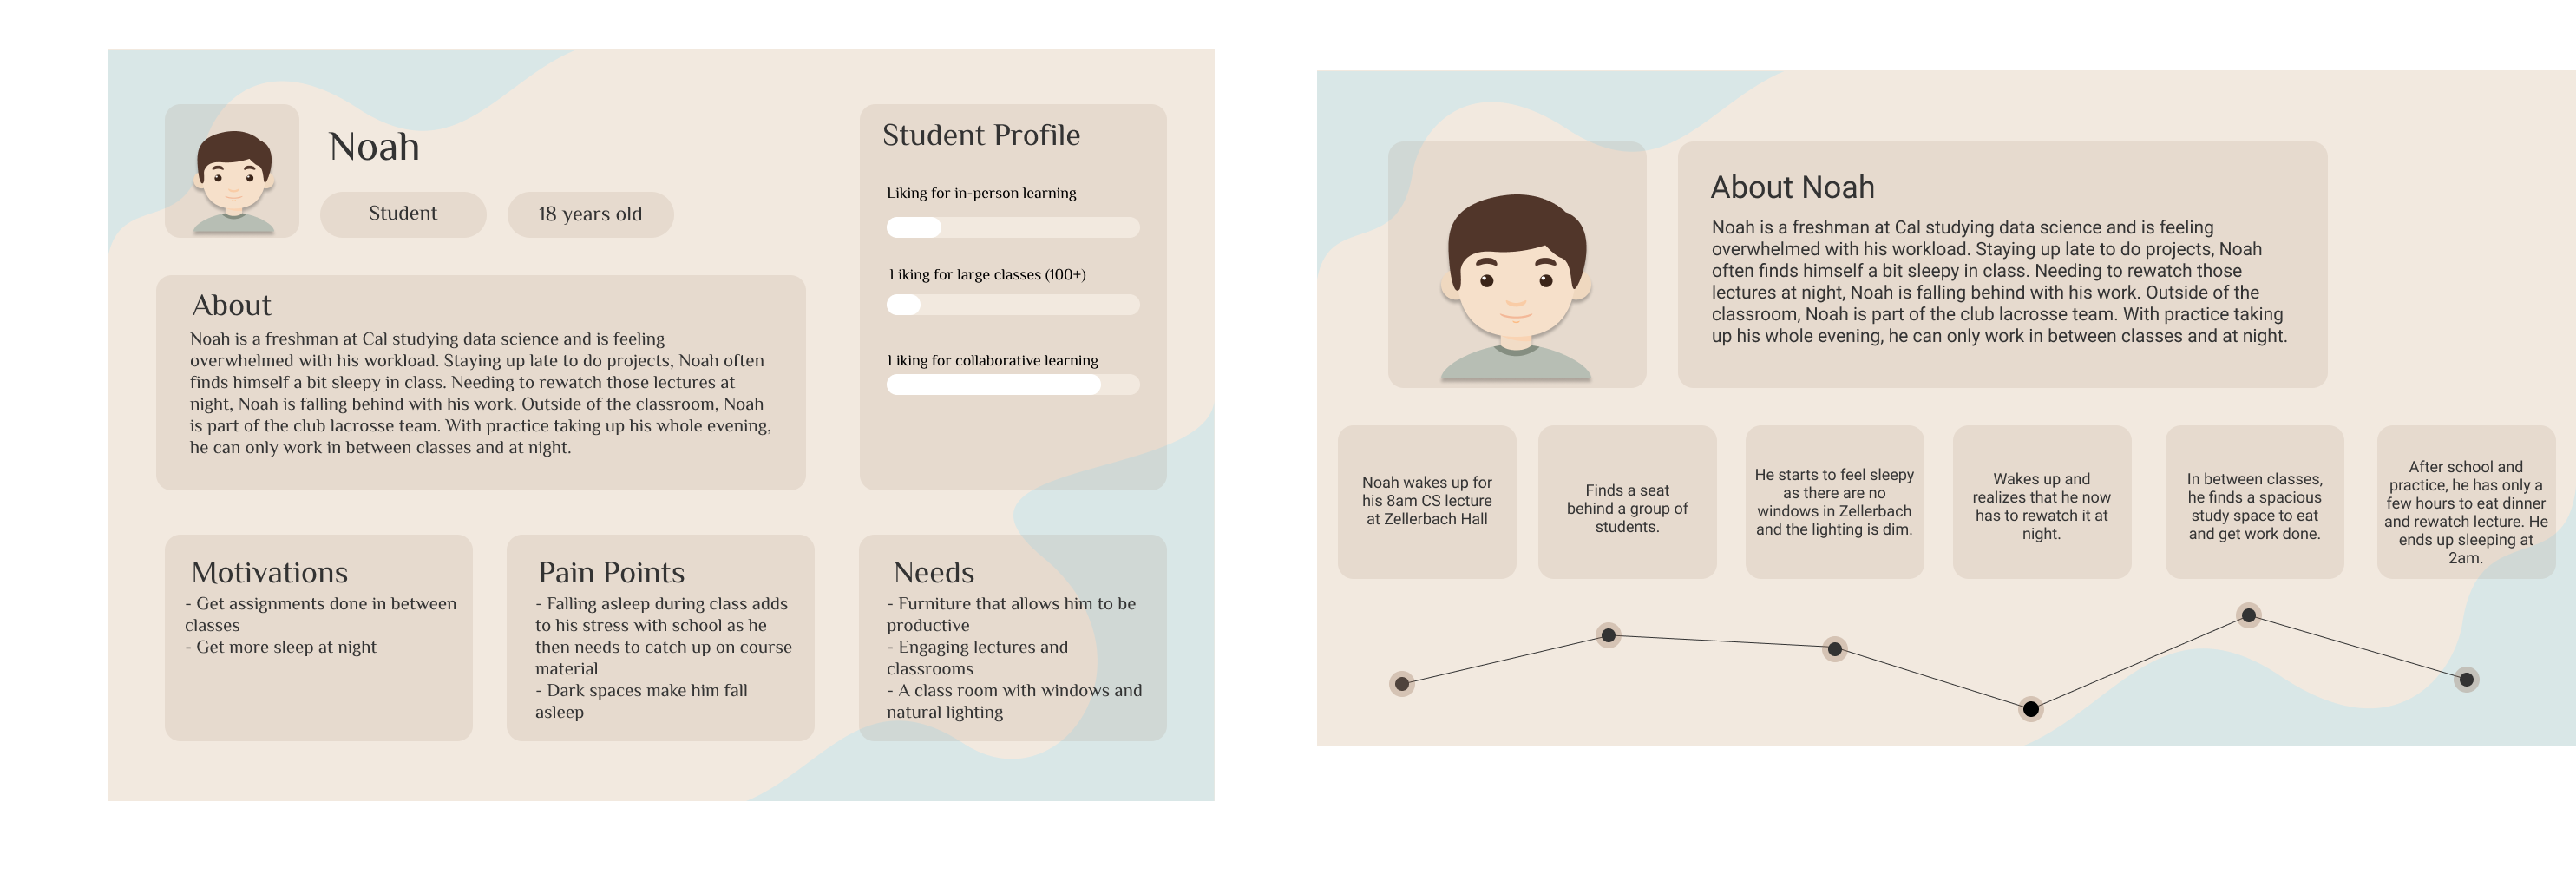 Noah
Student
18 years old
About
Noah is a freshman at Cal studying data science and is feeling
overwhelmed with his workload. Staying up late to do projects, Noah often
finds himself a bit sleepy in class. Needing to rewatch those lectures at
night, Noah is falling behind with his work. Outside of the classroom, Noah
is part of the club lacrosse team. With practice taking up his whole evening,
he can only work in between classes and at night.
Student Profile
Liking for in-person learning
Liking for large classes (100+)
Liking for collaborative learning
Motivations
- Get assignments done in between
classes
- Get more sleep at night
Pain Points
- Falling asleep during class adds
to his stress with school as he
then needs to catch up on course
material
- Dark spaces make him fall
asleep
Needs
- Furniture that allows him to be
productive
- Engaging lectures and
classrooms
- A class room with windows and
natural lighting
About Noah
Noah is a freshman at Cal studying data science and is feeling
overwhelmed with his workload. Staying up late to do projects, Noah
often finds himself a bit sleepy in class. Needing to rewatch those
lectures at night, Noah is falling behind with his work. Outside of the
classroom, Noah is part of the club lacrosse team. With practice taking
up his whole evening, he can only work in between classes and at night.
Noah wakes up for
his 8am CS lecture
at Zellerbach Hall
Finds a seat
behind a group of
students.
He starts to feel sleepy
as there are no
windows in Zellerbach
and the lighting is dim.
Wakes up and
realizes that he now
has to rewatch it at
night.
In between classes,
he finds a spacious
study space to eat
and get work done.
After school and
practice, he has only a
few hours to eat dinner
and rewatch lecture. He
ends up sleeping at
2am.